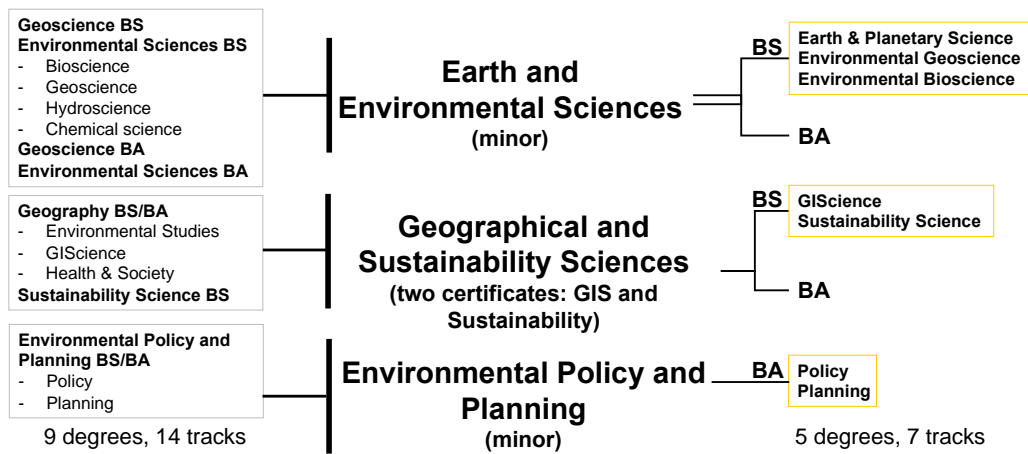 Geoscience BS
Environmental Sciences BS
- Bioscience
- Geoscience
- Hydroscience
- Chemical science
Geoscience BA
Environmental Sciences BA
Earth and
Environmental Sciences
(minor)
BS
Earth & Planetary Science
Environmental Geoscience
Environmental Bioscience
BA
Geography BS/BA
- Environmental Studies
- GIScience
- Health & Society
Sustainability Science BS
Geographical and
Sustainability Sciences
(two certificates: GIS and
Sustainability)
BS
GIScience
Sustainability Science
BA
Environmental Policy and
Planning BS/BA
- Policy
- Planning
Environmental Policy and
Planning
(minor)
BA
Policy
Planning
9 degrees, 14 tracks
5 degrees, 7 tracks